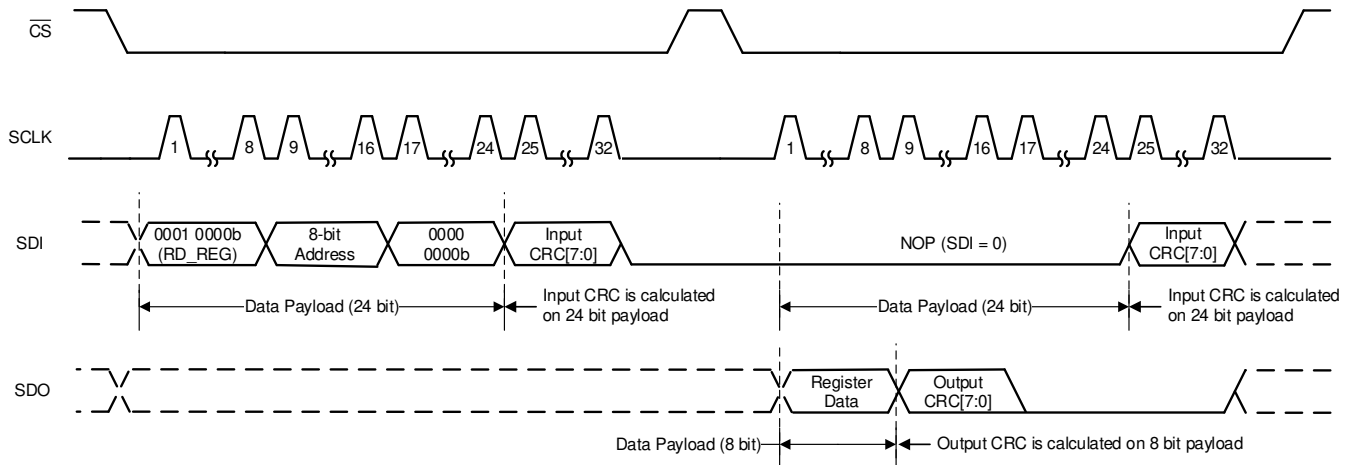 CS
SCLK
1 8 9 16 17 24 25 32 1 8 9 16 17 24 25 32
SDI
0001 0000b
(RD_REG)
8-bit
Address
0000
0000b
Input
CRC[7:0]
NOP (SDI = 0)
Input
CRC[7:0]
Data Payload (24 bit)
Input CRC is calculated
on 24 bit payload
Data Payload (24 bit)
Input CRC is calculated
on 24 bit payload
SDO
Register
Data
Output
CRC[7:0]
Data Payload (8 bit)
Output CRC is calculated on 8 bit payload